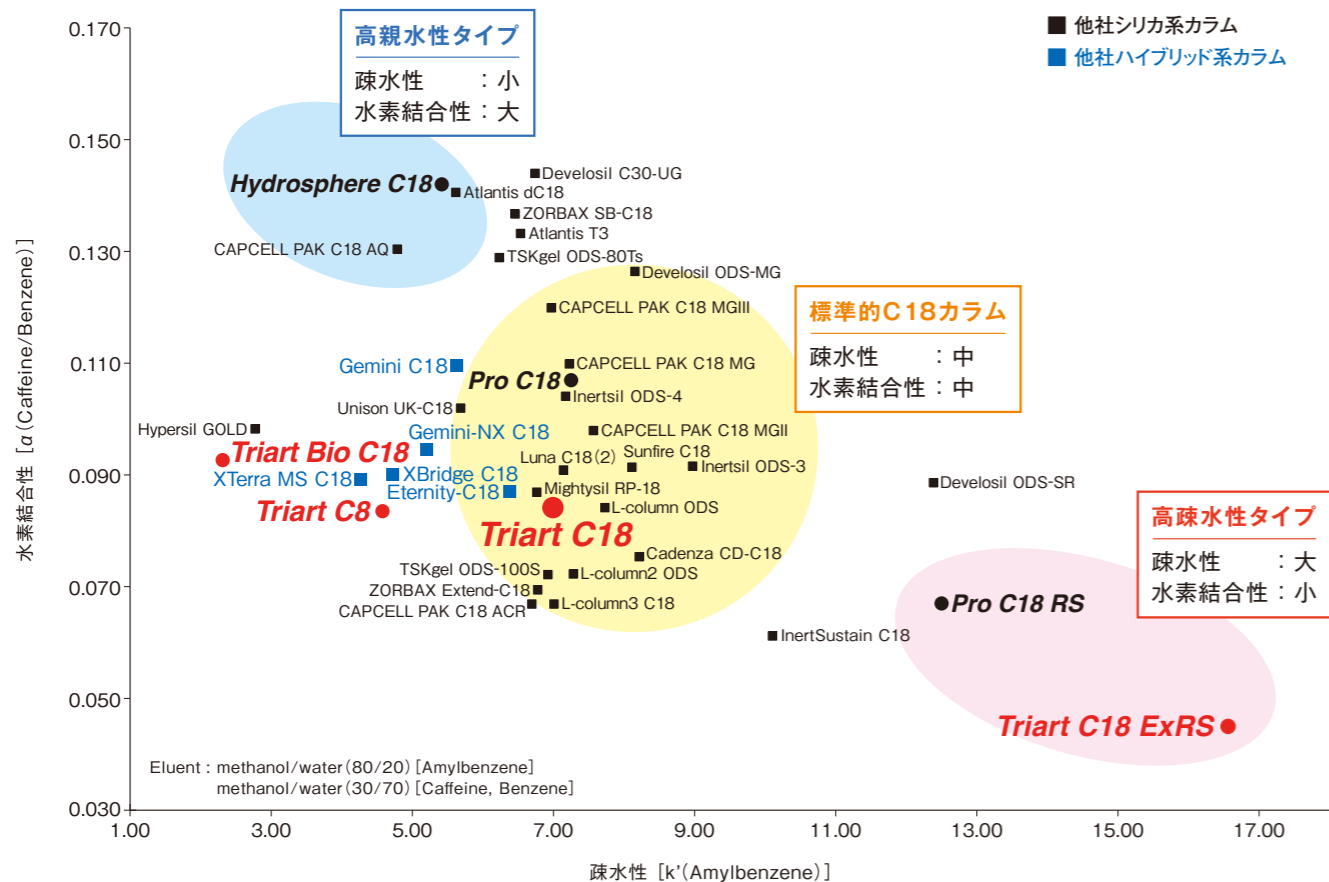 0.170
0.150
0.130
0.110
0.090
0.070
0.050
0.030
水素結合性 [α(Caffeine/Benzene)]
高親水性タイプ
疎水性 : 小
水素結合性 : 大
■ 他社シリカ系カラム
■ 他社ハイブリッド系カラム
Hydrosphere C18
Atlantis dC18
Develosil C30-UG
ZORBAX SB-C18
Atlantis T3
CAPCELL PAK C18 AQ
TSKgel ODS-80Ts
Develosil ODS-MG
CAPCELL PAK C18 MGIII
標準的C18カラム
疎水性 : 中
水素結合性 : 中
Gemini C18
CAPCELL PAK C18 MG
Pro C18
Inertsil ODS-4
Unison UK-C18
Hypersil GOLD
Gemini-NX C18
CAPCELL PAK C18 MGII
Triart Bio C18
Luna C18(2)
Sunfire C18
Inertsil ODS-3
XTerra MS C18
XBridge C18
Eternity-C18
Mightysil RP-18
Develosil ODS-SR
Triart C8
L-column ODS
Triart C18
Cadenza CD-C18
高疎水性タイプ
疎水性 : 大
水素結合性 : 小
TSKgel ODS-100S
L-column2 ODS
ZORBAX Extend-C18
CAPCELL PAK C18 ACR
L-column3 C18
Pro C18 RS
InertSustain C18
Triart C18 ExRS
Eluent : methanol/water(80/20) [Amylbenzene]
methanol/water(30/70) [Caffeine, Benzene]
1.00 3.00 5.00 7.00 9.00 11.00 13.00 15.00 17.00
疎水性 [k'(Amylbenzene)]